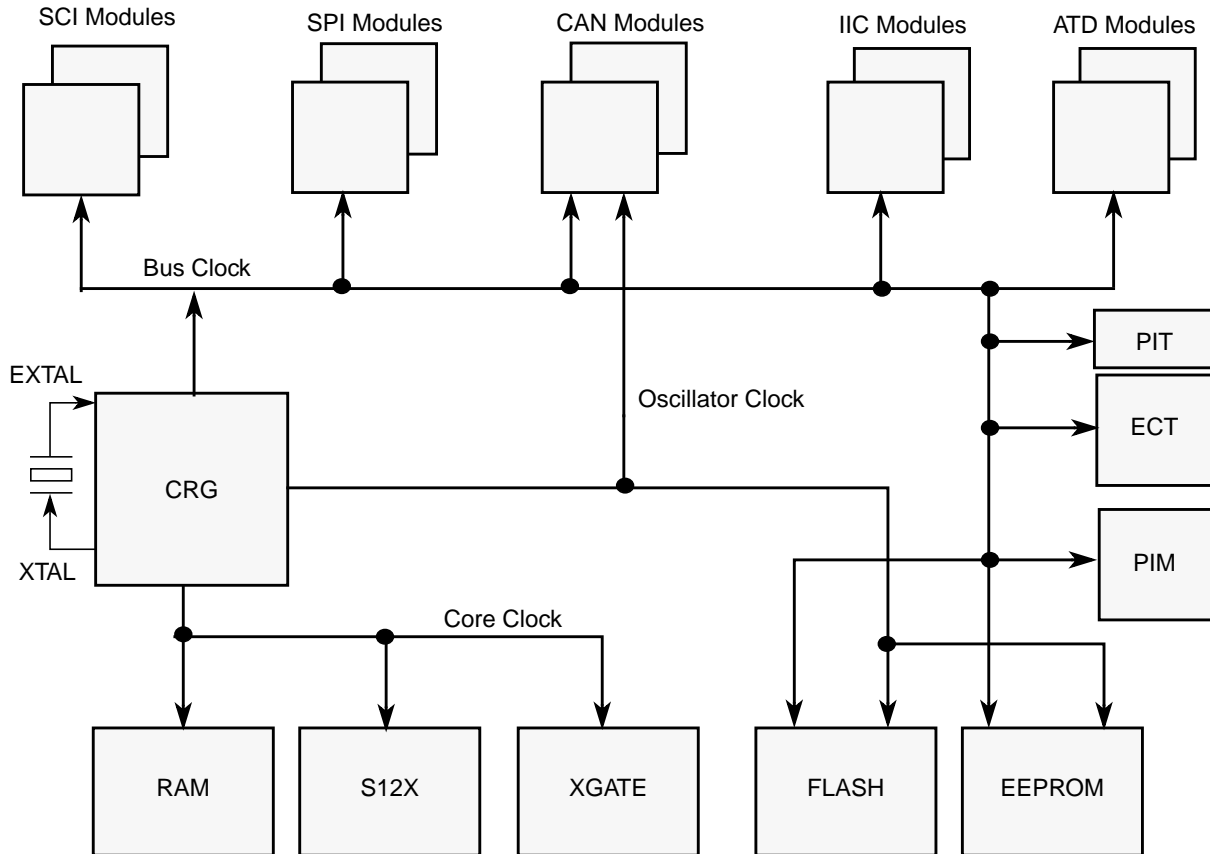 SCI Modules
SPI Modules
CAN Modules
IIC Modules
ATD Modules
Bus Clock
PIT
EXTAL
Oscillator Clock
ECT
CRG
PIM
XTAL
Core Clock
RAM
S12X
XGATE
FLASH
EEPROM